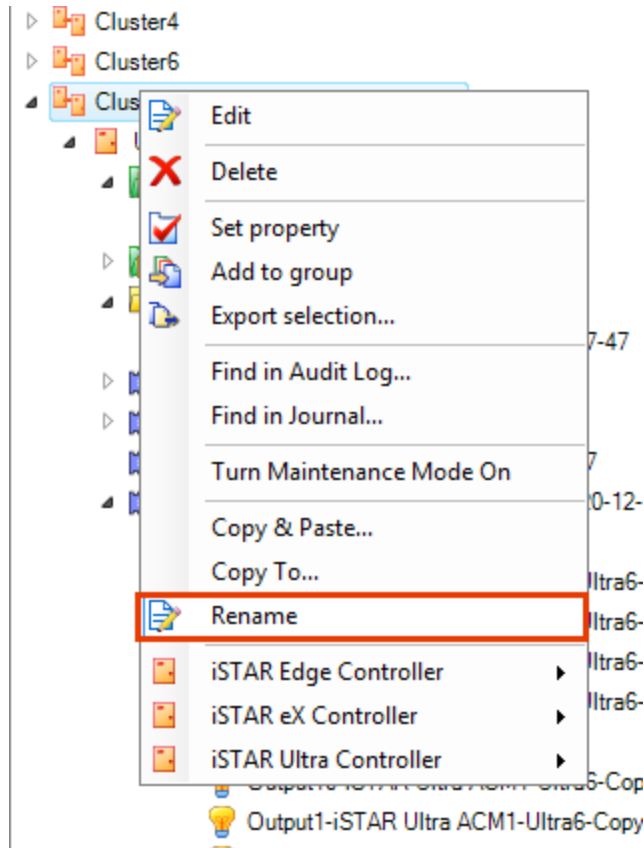 Cluster4
Cluster6
Clus
Edit
Delete
Set property
Add to group
Export selection...
7-47
Find in Audit Log...
Find in Journal...
7
Turn Maintenance Mode On
0-12-
Copy & Paste...
Copy To...
Ultra6-
Rename
ltra6-
iSTAR Edge Controller
ltra6-
iSTAR eX Controller
ltra6-
iSTAR Ultra Controller
Output1-iSTAR Ultra ACM1-Ultra6-Copy